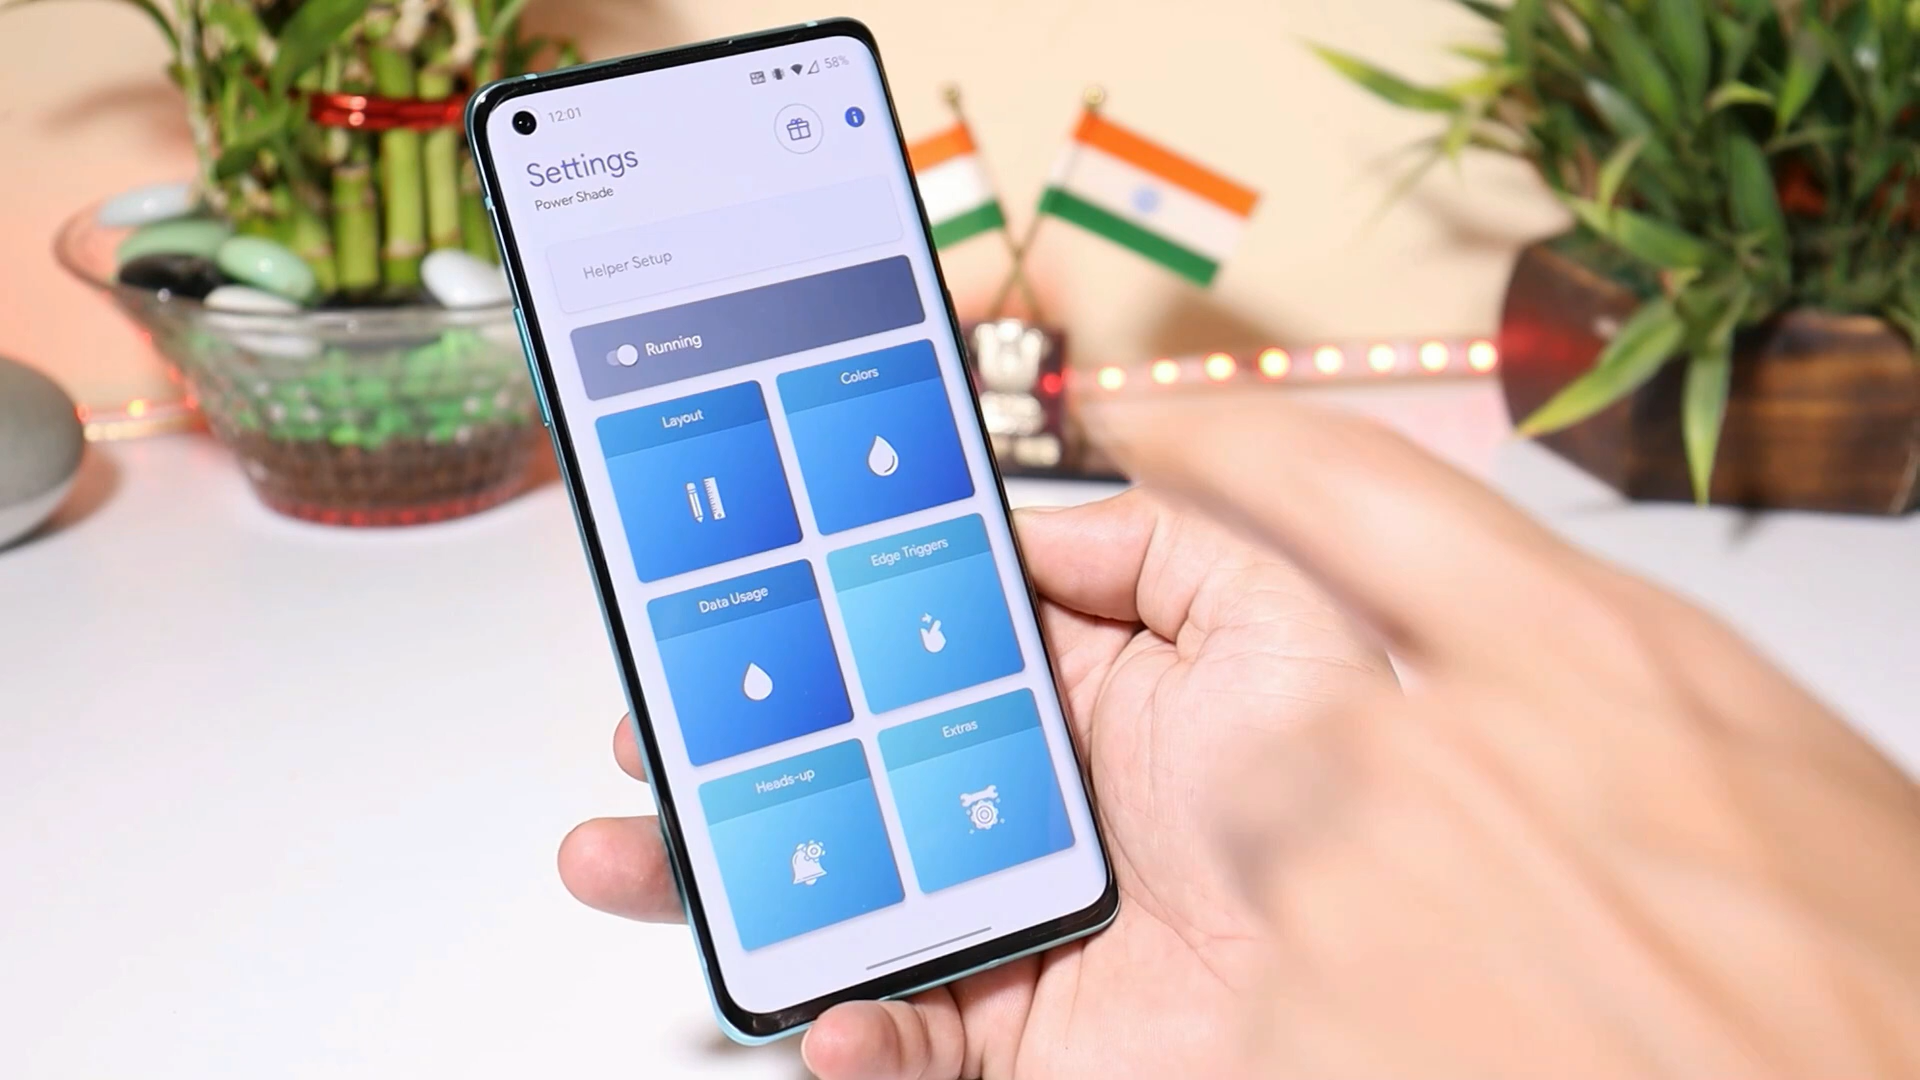 12:01
58%
Settings
Power Shade
Helper Setup
Running
Layout
Colors
Data Usage
Edge Triggers
Heads-up
Extras